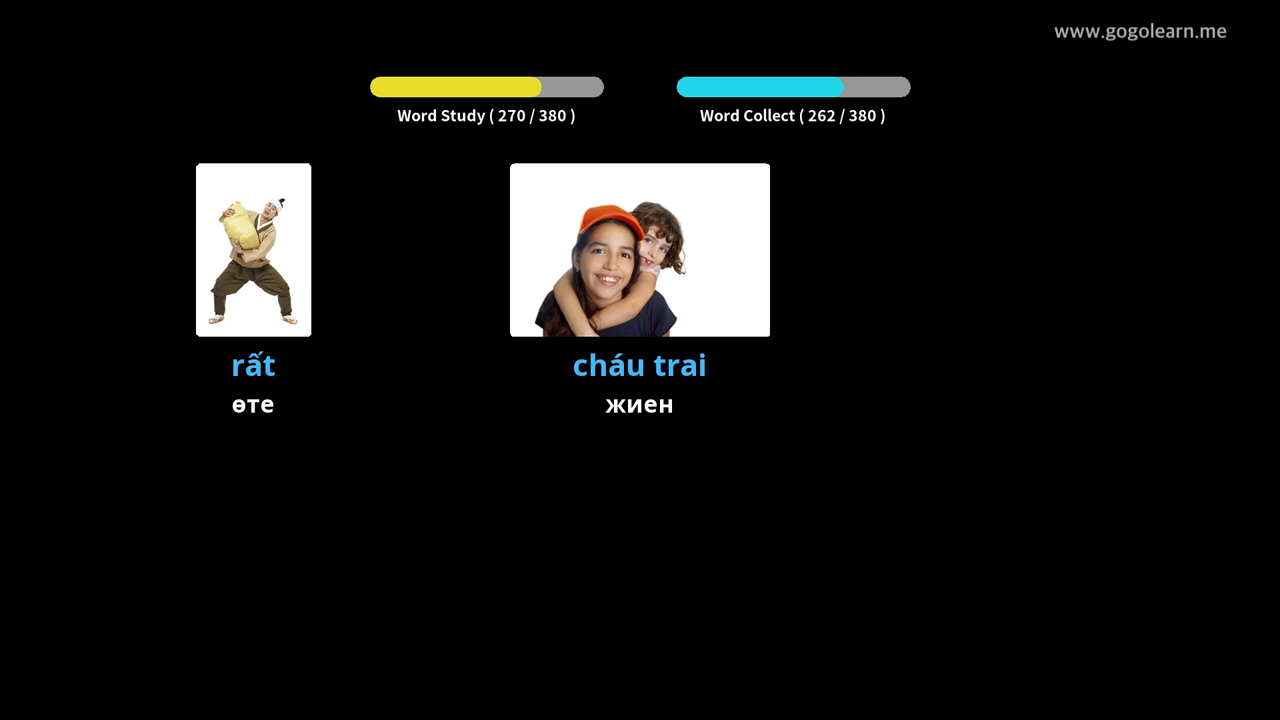 www.gogolearn.me
Word Study ( 270 / 380 )
Word Collect ( 262 / 380 )
rất
өте
cháu trai
жиен